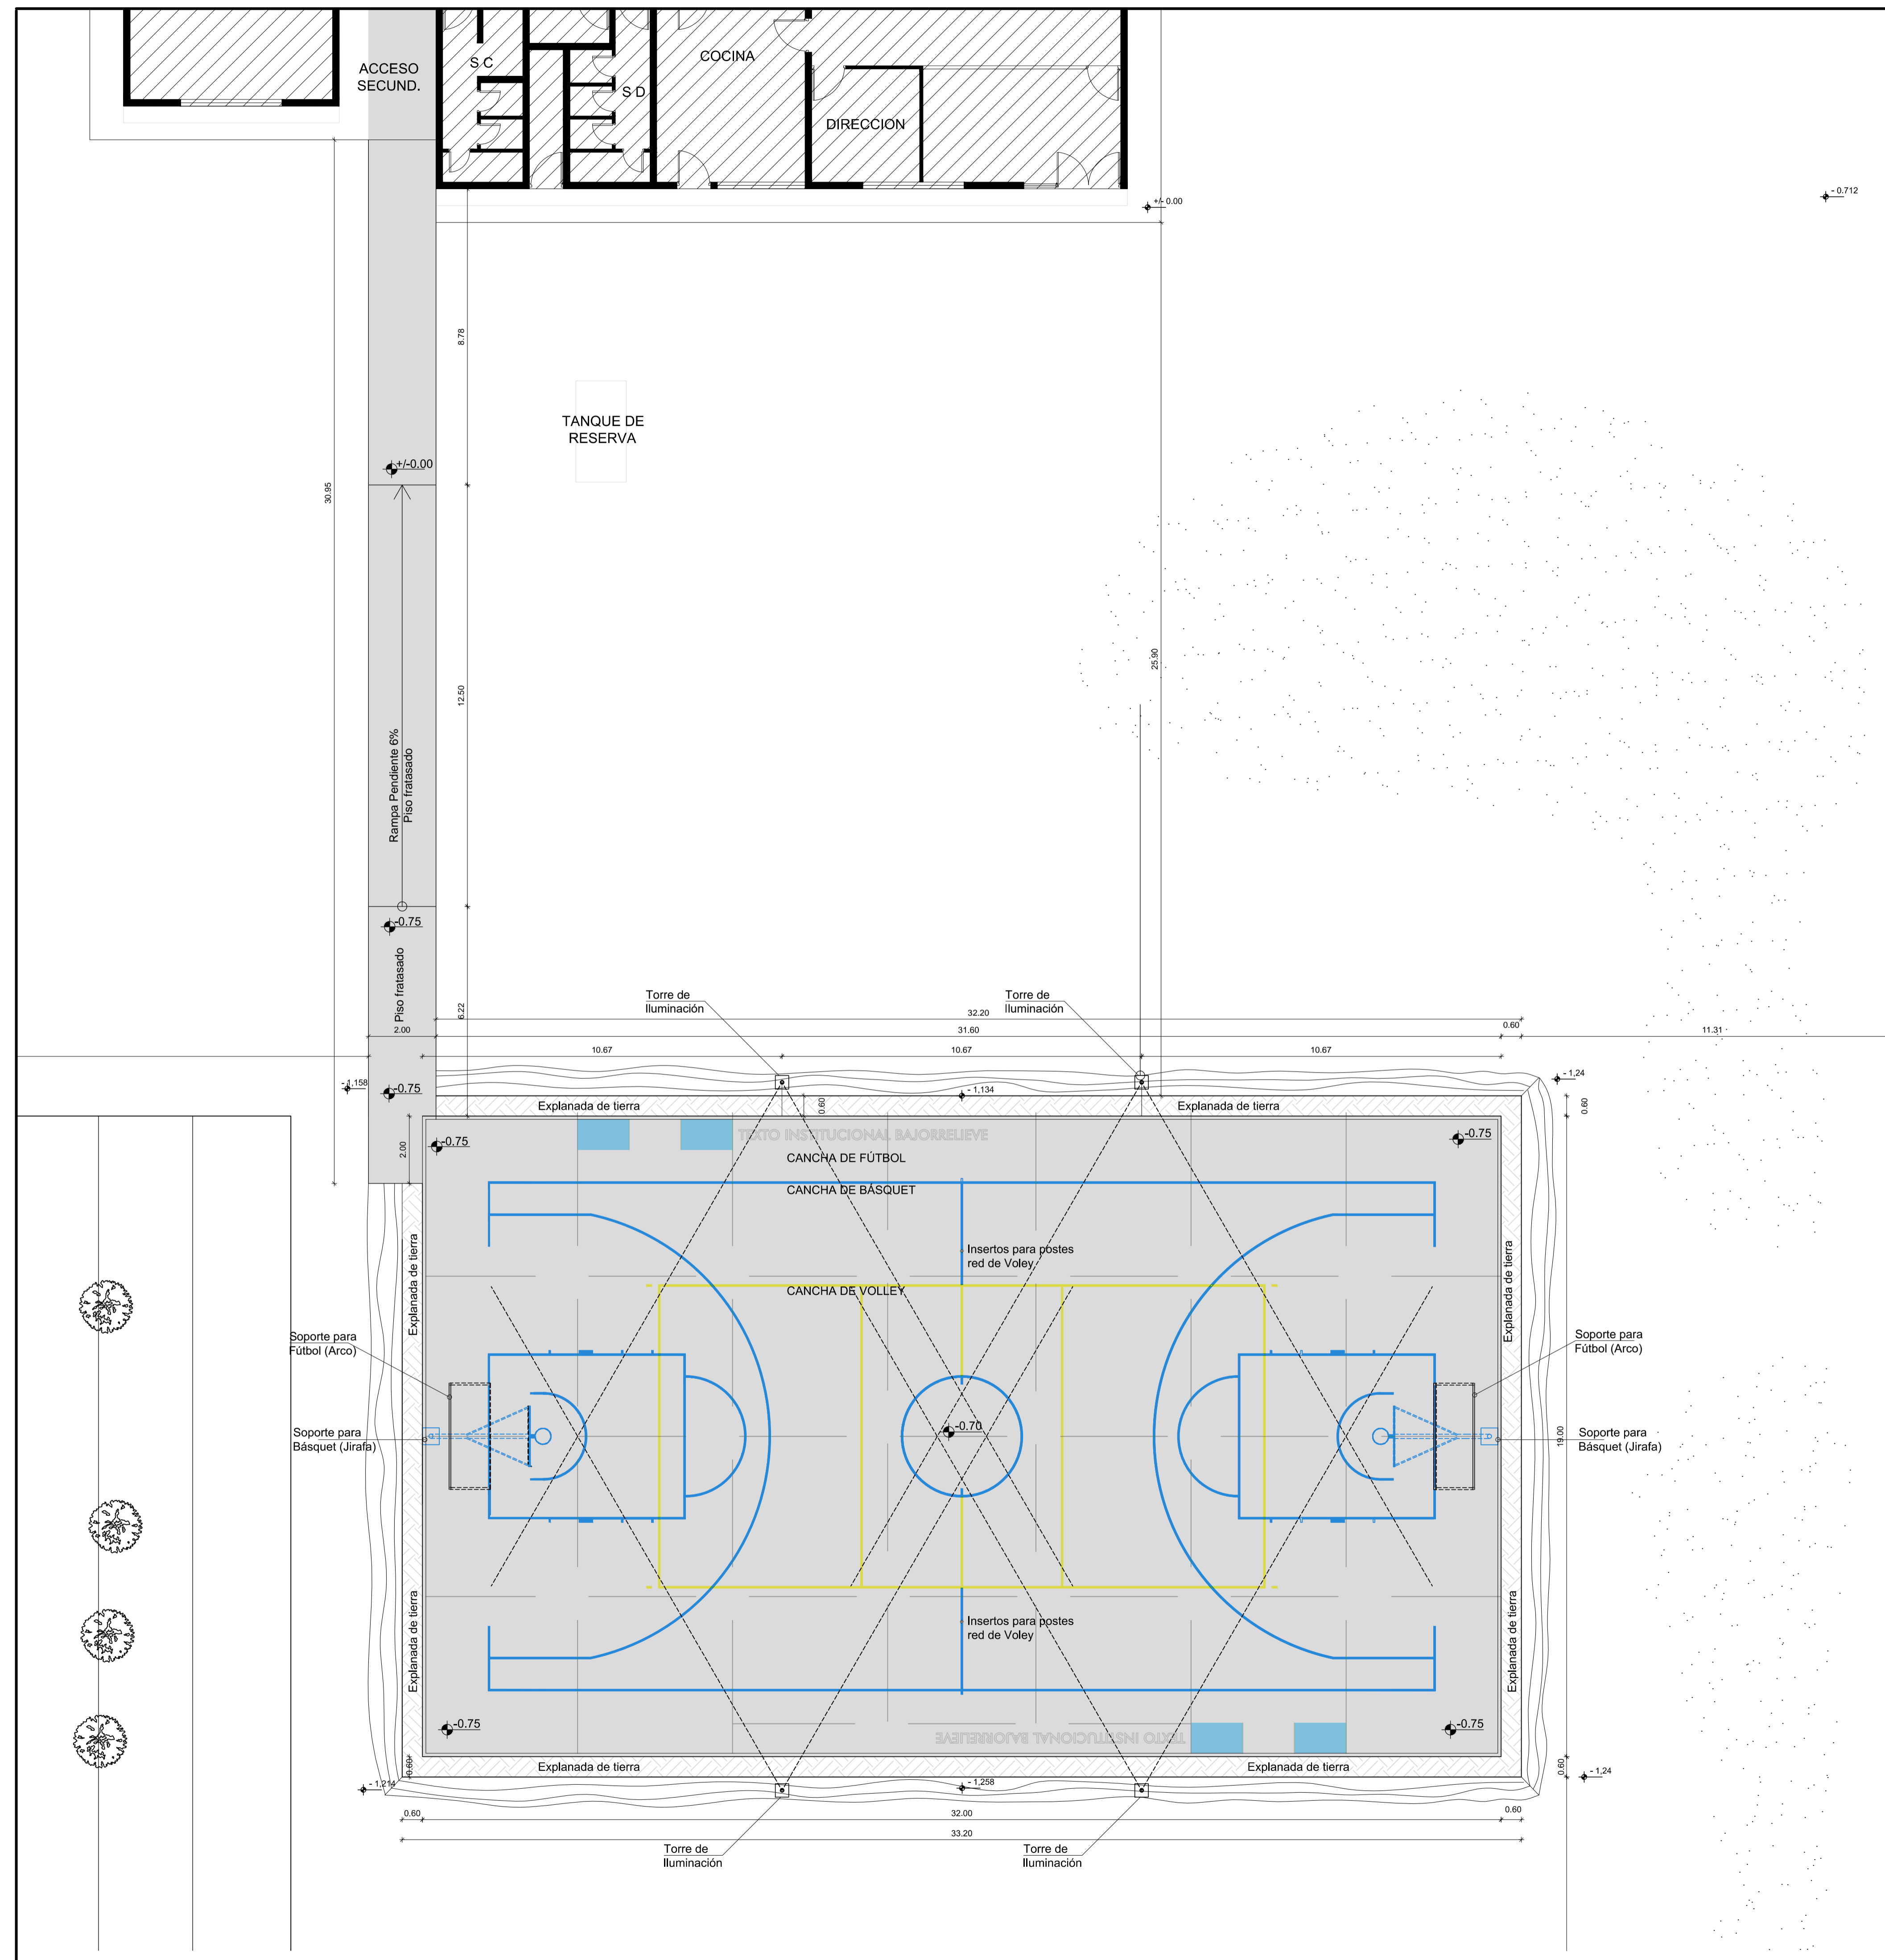 ACCESO
SECUND.
S C
S D
COCINA
DIRECCION
+/- 0.00
- 0.712
8.78
TANQUE DE
RESERVA
+/-0.00
30.95
12.50
25.90
Rampa Pendiente 6%
Piso fratasado
-0.75
Piso fratasado
6.22
Torre de
Iluminación
Torre de
Iluminación
32.20
2.00
31.60
0.60
11.31
10.67
10.67
10.67
- 1,158
-0.75
- 1,134
- 1,24
Explanada de tierra
0.60
Explanada de tierra
0.60
2.00
-0.75
TEXTO INSTITUCIONAL BAJORRELIEVE
-0.75
CANCHA DE FÚTBOL
CANCHA DE BÁSQUET
Explanada de tierra
Insertos para postes
red de Voley
Explanada de tierra
CANCHA DE VOLLEY
Soporte para
Fútbol (Arco)
Soporte para
Fútbol (Arco)
Soporte para
Básquet (Jirafa)
-0.70
19.00
Soporte para
Básquet (Jirafa)
Explanada de tierra
Insertos para postes
red de Voley
Explanada de tierra
-0.75
-0.75
TEXTO INSTITUCIONAL BAJORRELIEVE
0.60
Explanada de tierra
Explanada de tierra
0.60
- 1,214
- 1,258
- 1,24
0.60
32.00
0.60
33.20
Torre de
Iluminación
Torre de
Iluminación